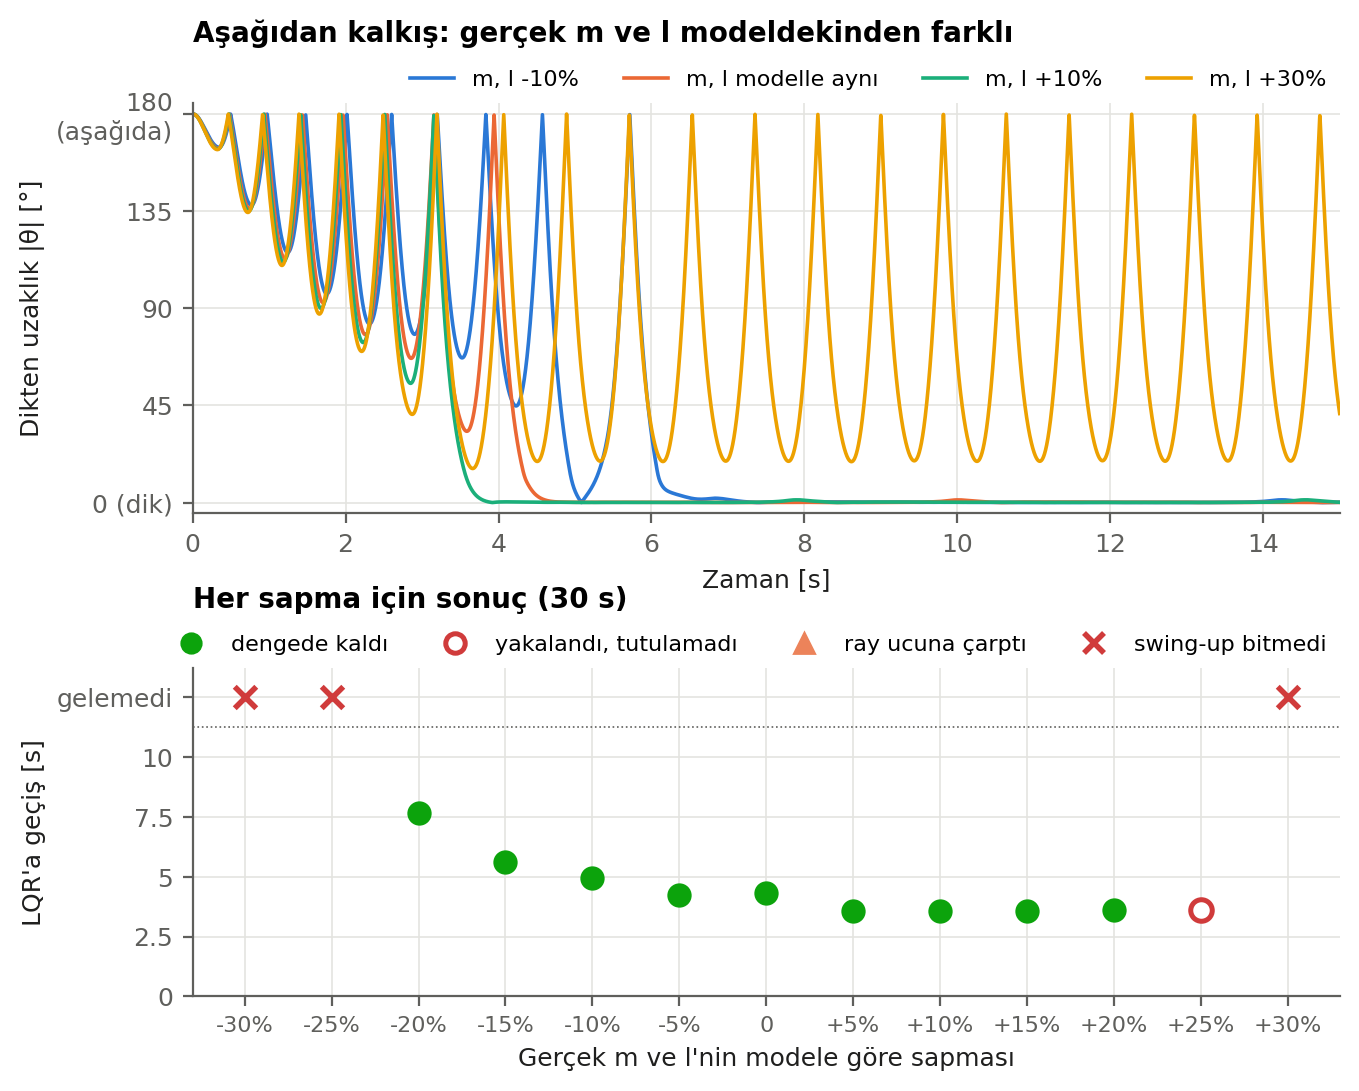 Aşağıdan kalkış: gerçek m ve l modeldekinden farklı
m, l -10% m, l modelle aynı m, l +10% m, l +30%
Dikten uzaklık |θ| [°]
180
(aşağıda)
135
90
45
0 (dik)
0 2 4 6 8 10 12 14
Zaman [s]
Her sapma için sonuç (30 s)
dengede kaldı yakalandı, tutulamadı ray ucuna çarptı swing-up bitmedi
LQR'a geçiş [s]
gelemedi
10
7.5
5
2.5
0
-30% -25% -20% -15% -10% -5% 0 +5% +10% +15% +20% +25% +30%
Gerçek m ve l'nin modele göre sapması